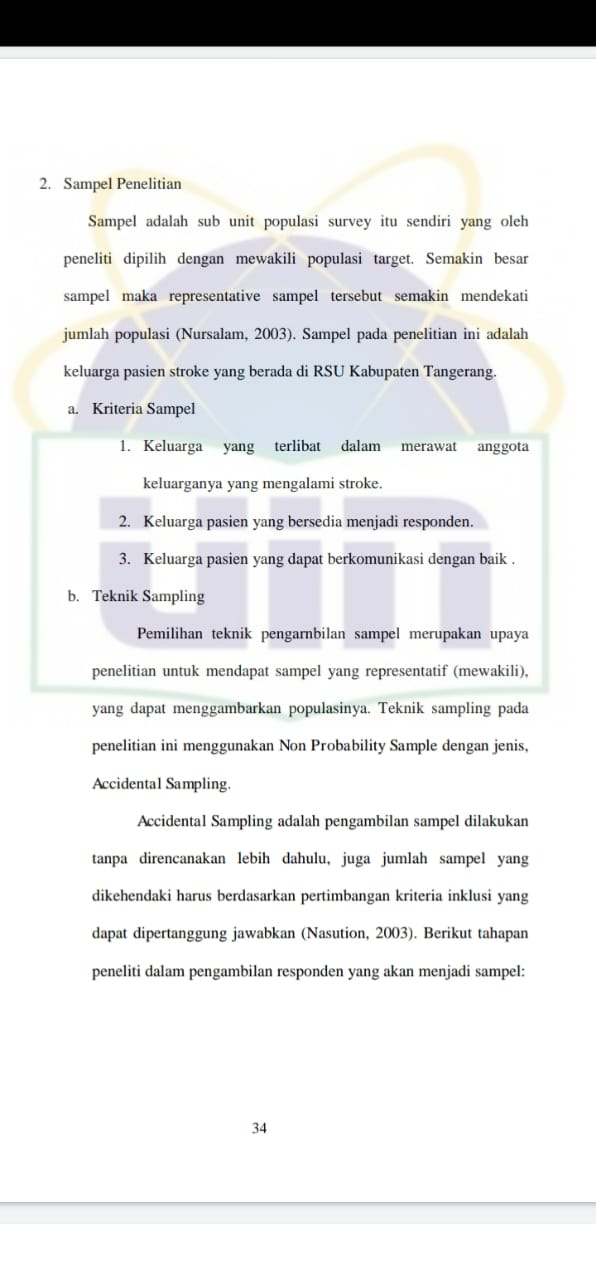 2. Sampel Penelitian
Sampel adalah sub unit populasi survey itu sendiri yang oleh
peneliti dipilih dengan mewakili populasi target. Semakin besar
sampel maka representative sampel tersebut semakin mendekati
jumlah populasi (Nursalam, 2003). Sampel pada penelitian ini adalah
keluarga pasien stroke yang berada di RSU Kabupaten Tangerang.
a. Kriteria Sampel
1. Keluarga yang terlibat dalam merawat anggota
keluarganya yang mengalami stroke.
2. Keluarga pasien yang bersedia menjadi responden.
3. Keluarga pasien yang dapat berkomunikasi dengan baik .
b. Teknik Sampling
Pemilihan teknik pengarnbilan sampel merupakan upaya
penelitian untuk mendapat sampel yang representatif (mewakili),
yang dapat menggambarkan populasinya. Teknik sampling pada
penelitian ini menggunakan Non Probability Sample dengan jenis,
Accidental Sampling.
Accidental Sampling adalah pengambilan sampel dilakukan
tanpa direncanakan lebih dahulu, juga jumlah sampel yang
dikehendaki harus berdasarkan pertimbangan kriteria inklusi yang
dapat dipertanggung jawabkan (Nasution, 2003). Berikut tahapan
peneliti dalam pengambilan responden yang akan menjadi sampel:
34
uin